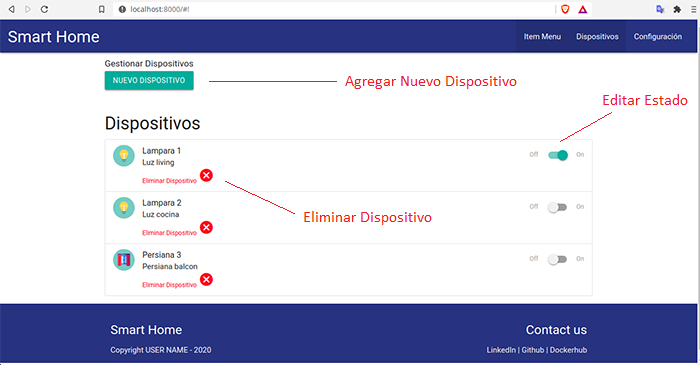 localhost:8000/#!
Smart Home
Item Menu
Dispositivos
Configuración
Gestionar Dispositivos
NUEVO DISPOSITIVO
Agregar Nuevo Dispositivo
Editar Estado
Dispositivos
Lampara 1
Luz living
Off
On
Eliminar Dispositivo
Eliminar Dispositivo
Lampara 2
Luz cocina
Off
On
Eliminar Dispositivo
Persiana 3
Persiana balcon
Off
On
Eliminar Dispositivo
Smart Home
Contact us
Copyright USER NAME - 2020
LinkedIn | Github | Dockerhub